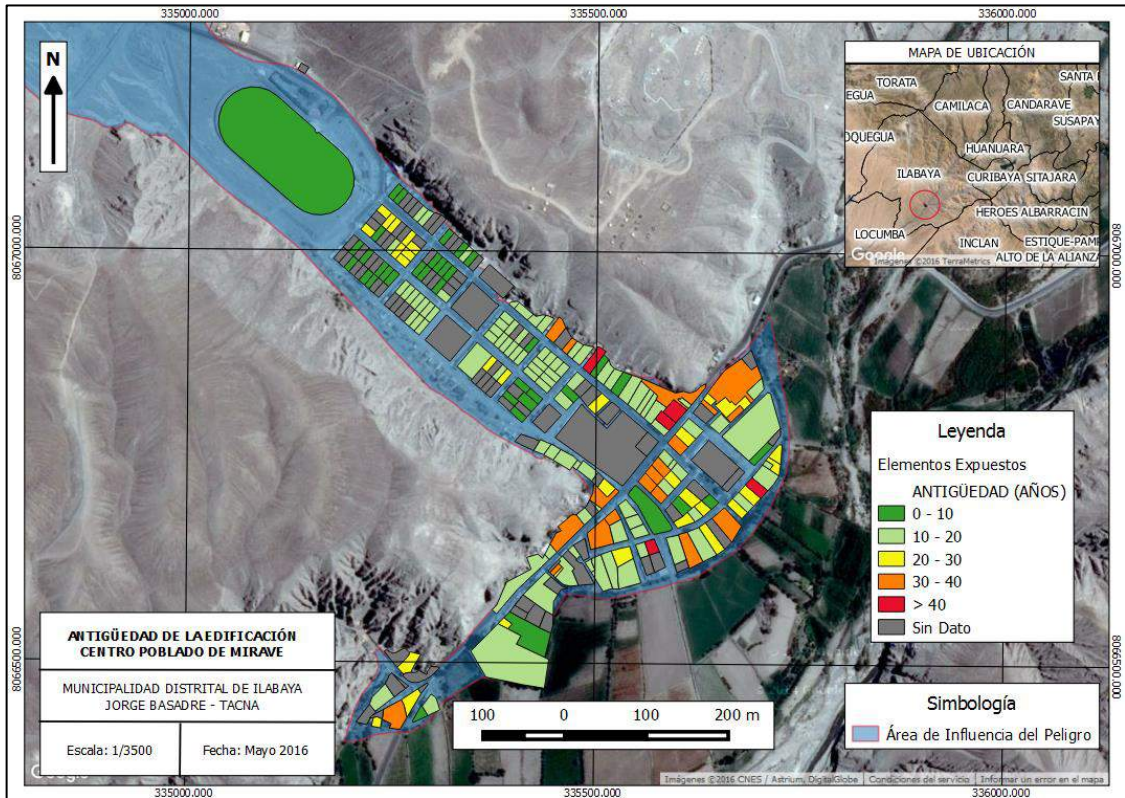 335000.000
335500.000
336000.000
N
MAPA DE UBICACIÓN
TORATA
SANTA
EGUA
CAMILACA
CANDARAVE
SUSAPAY
OQUEGUA
HUANUARA
ILABAYA
CURIBAYA
SITAJARA
HEROES ALBARRACIN
LOCUMBA
INCLAN
ESTIQUE-PAMP
ALTO DE LA ALIANZA
Google
Imágenes ©2016 TerraMetrics
8067000.000
8067000.000
Leyenda
Elementos Expuestos
ANTIGÜEDAD (AÑOS)
0 - 10
10 - 20
20 - 30
30 - 40
> 40
Sin Dato
8066500.000
8066500.000
ANTIGÜEDAD DE LA EDIFICACIÓN
CENTRO POBLADO DE MIRAVE
MUNICIPALIDAD DISTRITAL DE ILABAYA
JORGE BASADRE - TACNA
Escala: 1/3500
Fecha: Mayo 2016
100 0 100 200 m
Simbología
Área de Influencia del Peligro
Google
Imágenes ©2016 CNES / Astrium, DigitalGlobe
Condiciones del servicio
Informar un error en el mapa
335000.000
335500.000
336000.000